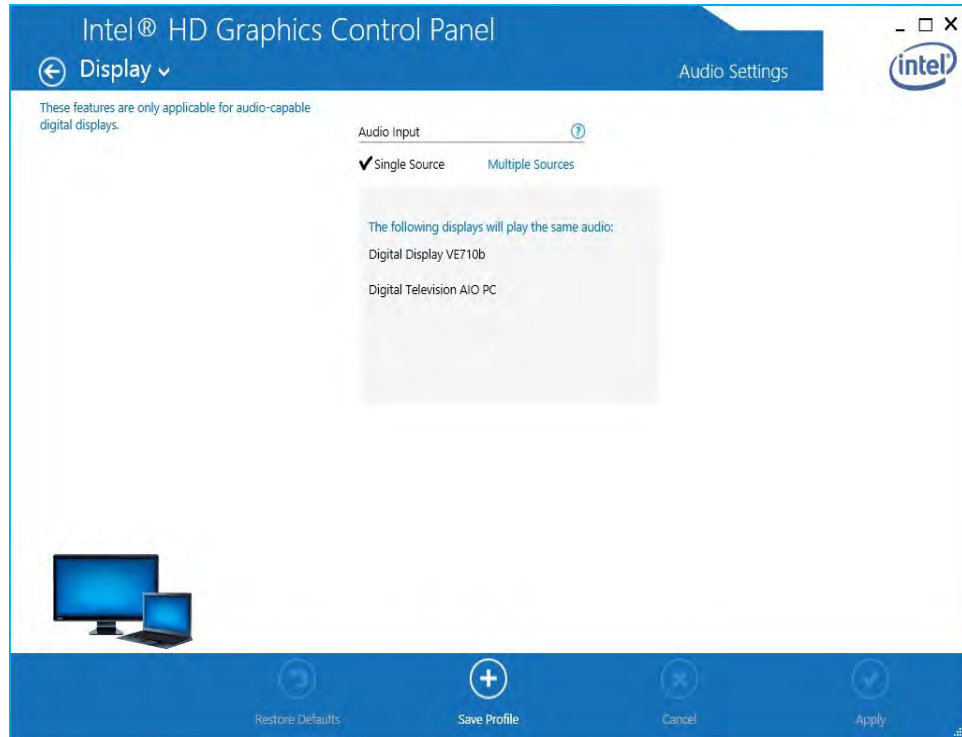 Intel® HD Graphics Control Panel
Display
Audio Settings
intel
These features are only applicable for audio-capable
digital displays.
Audio Input ?
Single Source Multiple Sources
The following displays will play the same audio:
Digital Display VE710b
Digital Television AIO PC
Restore Defaults Save Profile Cancel Apply